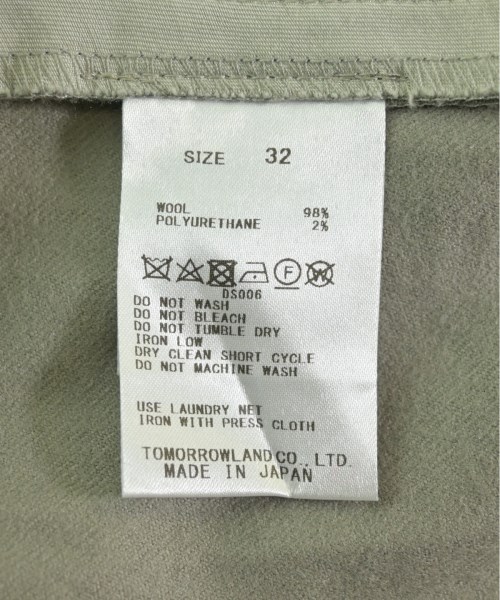 SIZE 32
WOOL 98%
POLYURETHANE 2%
F W
DS006
DO NOT WASH
DO NOT BLEACH
DO NOT TUMBLE DRY
IRON LOW
DRY CLEAN SHORT CYCLE
DO NOT MACHINE WASH
USE LAUNDRY NET
IRON WITH PRESS CLOTH
TOMORROWLAND CO., LTD.
MADE IN JAPAN